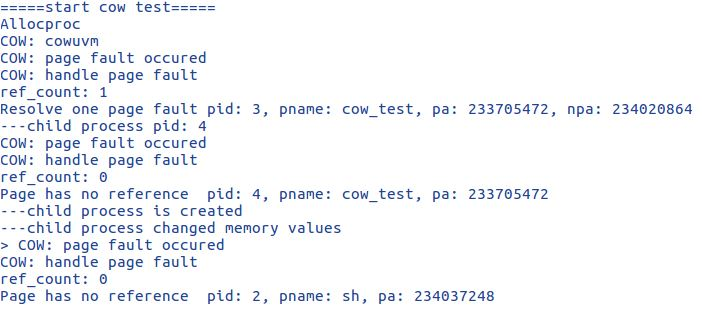 =====start cow test=====
Allocproc
COW: cowuvm
COW: page fault occured
COW: handle page fault
ref_count: 1
Resolve one page fault pid: 3, pname: cow_test, pa: 233705472, npa: 234020864
---child process pid: 4
COW: page fault occured
COW: handle page fault
ref_count: 0
Page has no reference  pid: 4, pname: cow_test, pa: 233705472
---child process is created
---child process changed memory values
> COW: page fault occured
COW: handle page fault
ref_count: 0
Page has no reference  pid: 2, pname: sh, pa: 234037248